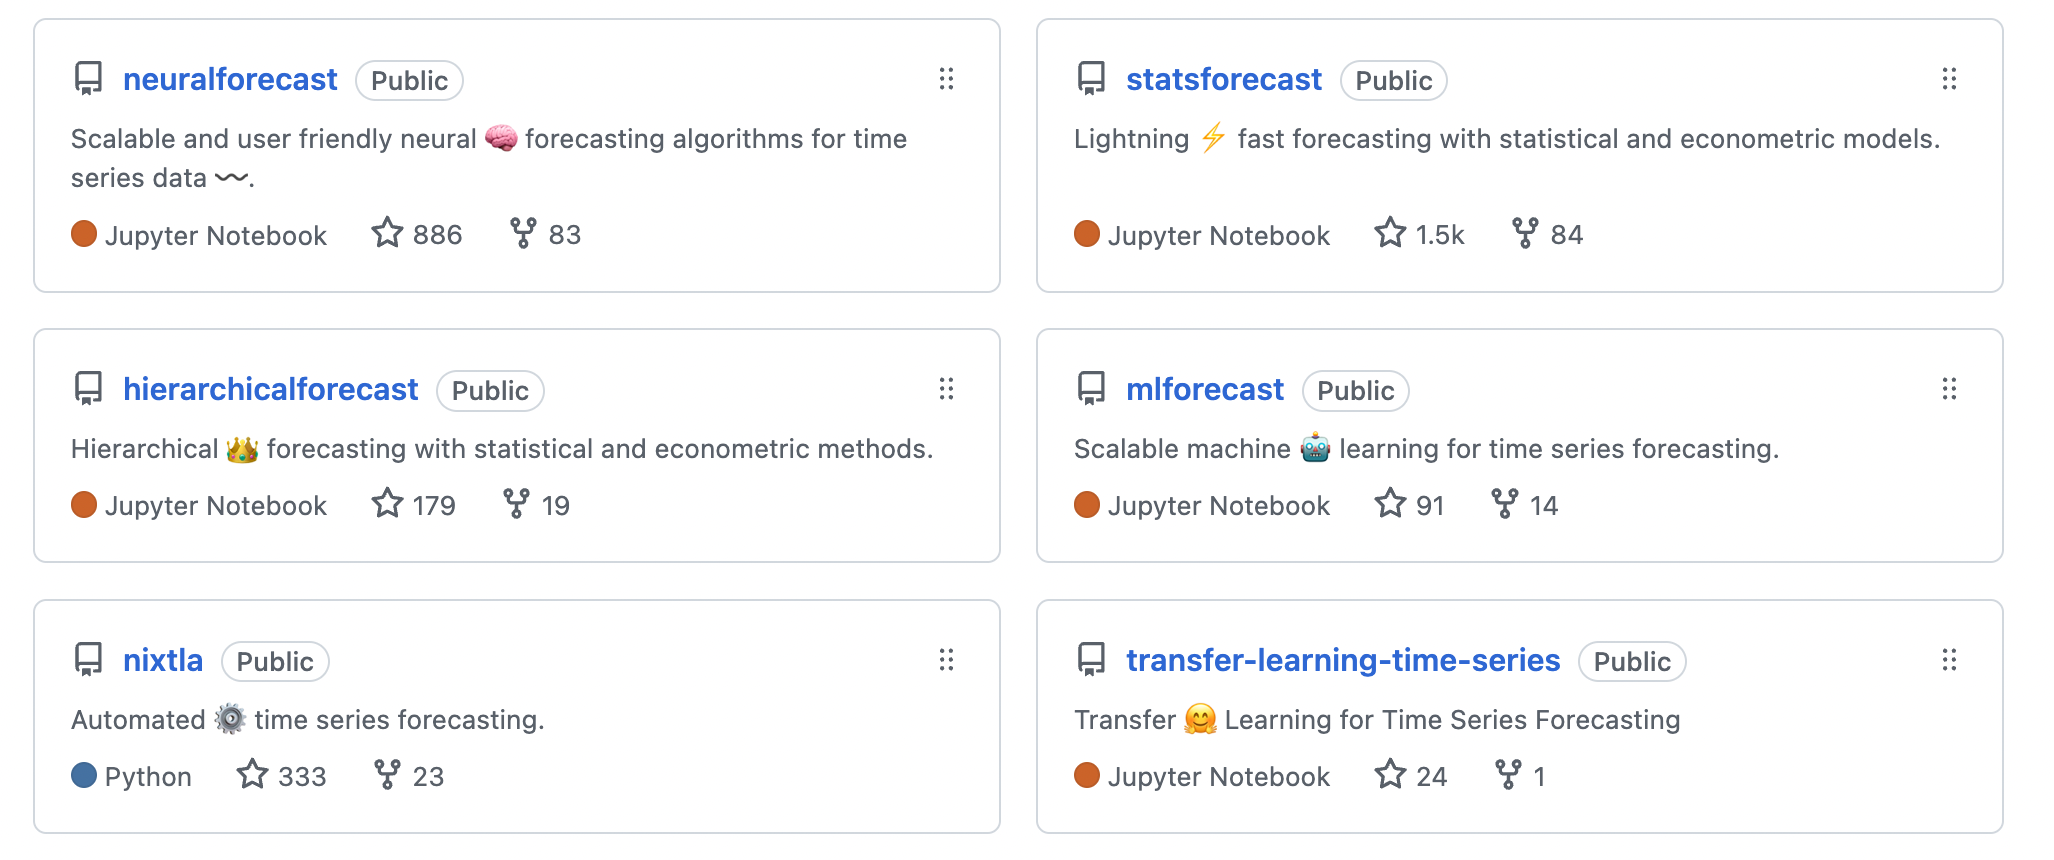 neuralforecast Public
Scalable and user friendly neural 🧠 forecasting algorithms for time
series data 〰️.
Jupyter Notebook 886 83
statsforecast Public
Lightning ⚡ fast forecasting with statistical and econometric models.
Jupyter Notebook 1.5k 84
hierarchicalforecast Public
Hierarchical 👑 forecasting with statistical and econometric methods.
Jupyter Notebook 179 19
mlforecast Public
Scalable machine 🤖 learning for time series forecasting.
Jupyter Notebook 91 14
nixtla Public
Automated ⚙️ time series forecasting.
Python 333 23
transfer-learning-time-series Public
Transfer 🤗 Learning for Time Series Forecasting
Jupyter Notebook 24 1